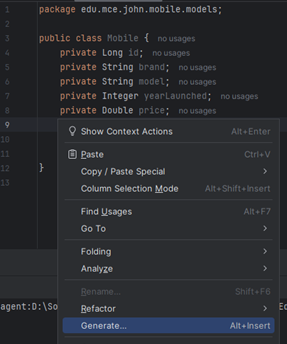 1 package edu.mce.john.mobile.models;
2
3 public class Mobile { no usages
4 private Long id; no usages
5 private String brand; no usages
6 private String model; no usages
7 private Integer yearLaunched; no usages
8 private Double price; no usages
9
10
11
12 }
13
Show Context Actions Alt+Enter
Paste Ctrl+V
Copy / Paste Special
Column Selection Mode Alt+Shift+Insert
Find Usages Alt+F7
Go To
Folding
Analyze
Rename... Shift+F6
Refactor
Generate... Alt+Insert
agent:D:\So